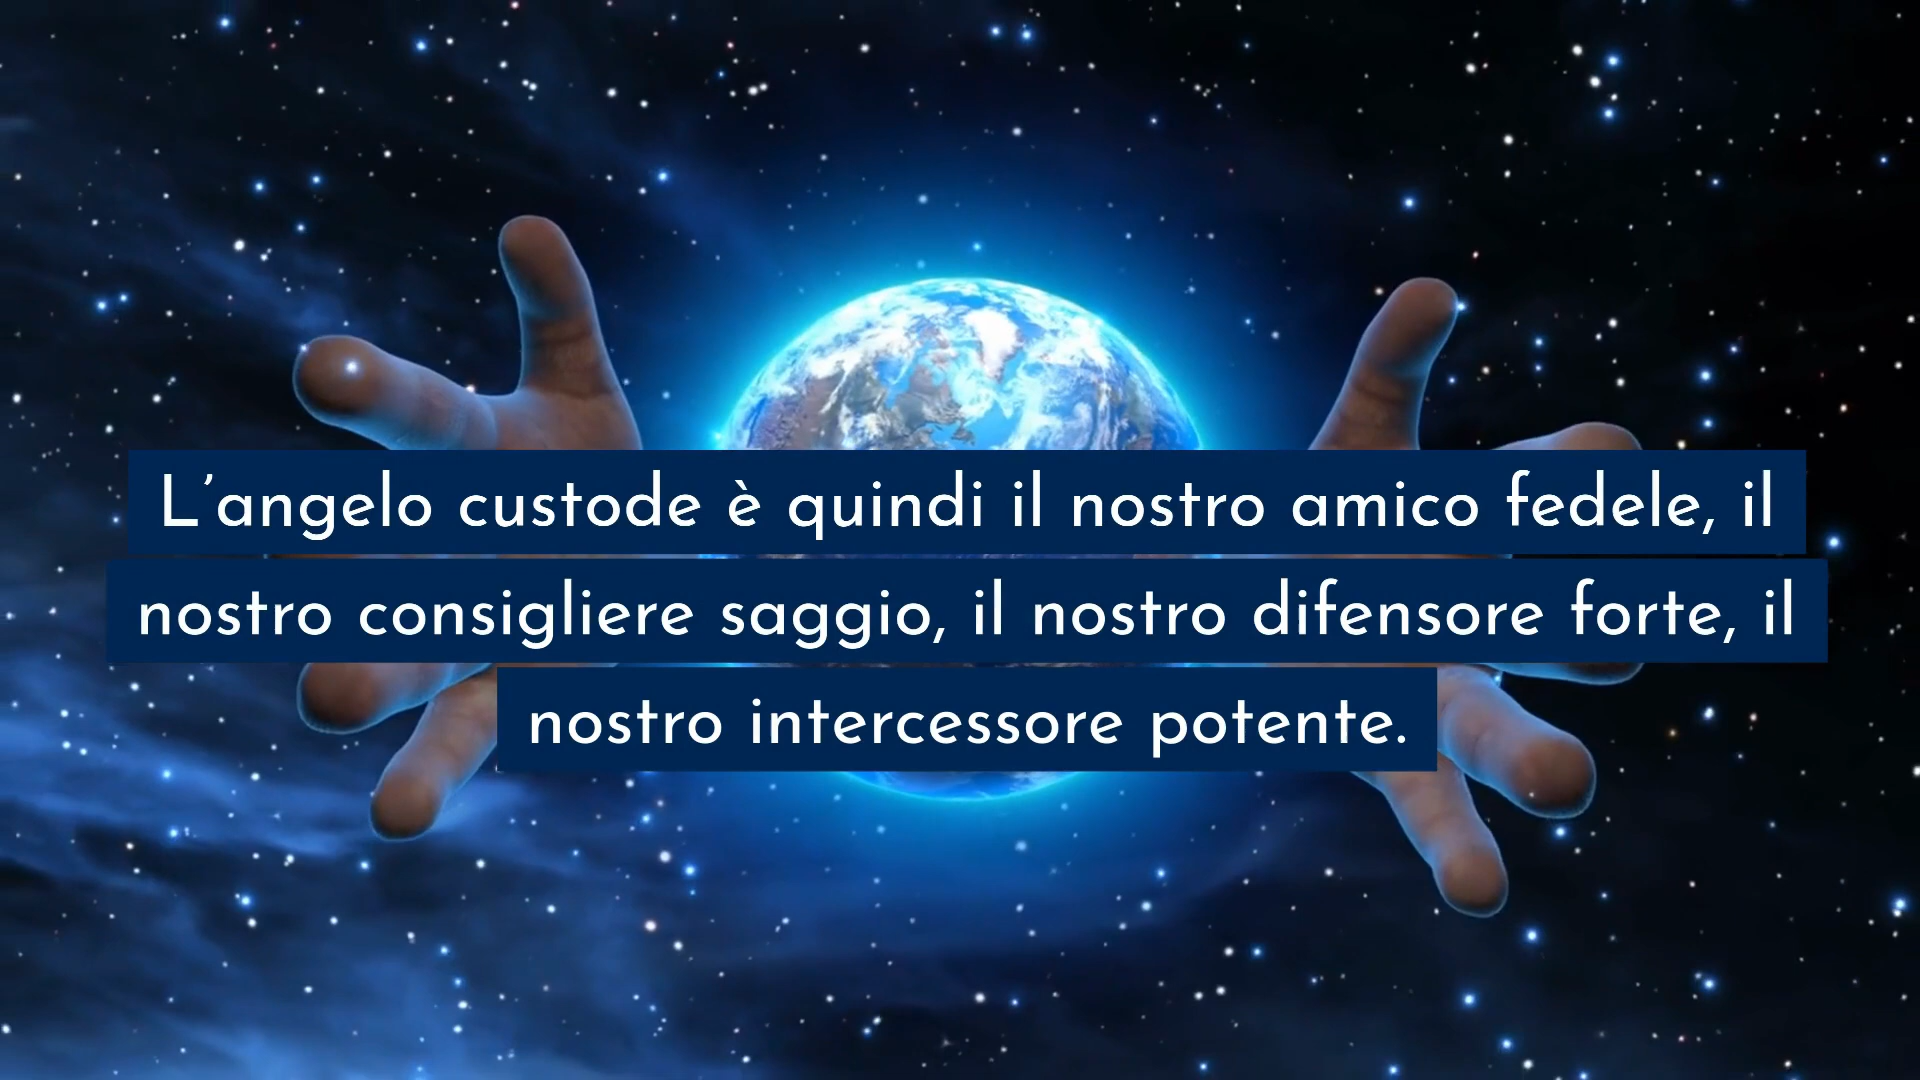 L’angelo custode è quindi il nostro amico fedele, il
nostro consigliere saggio, il nostro difensore forte, il
nostro intercessore potente.